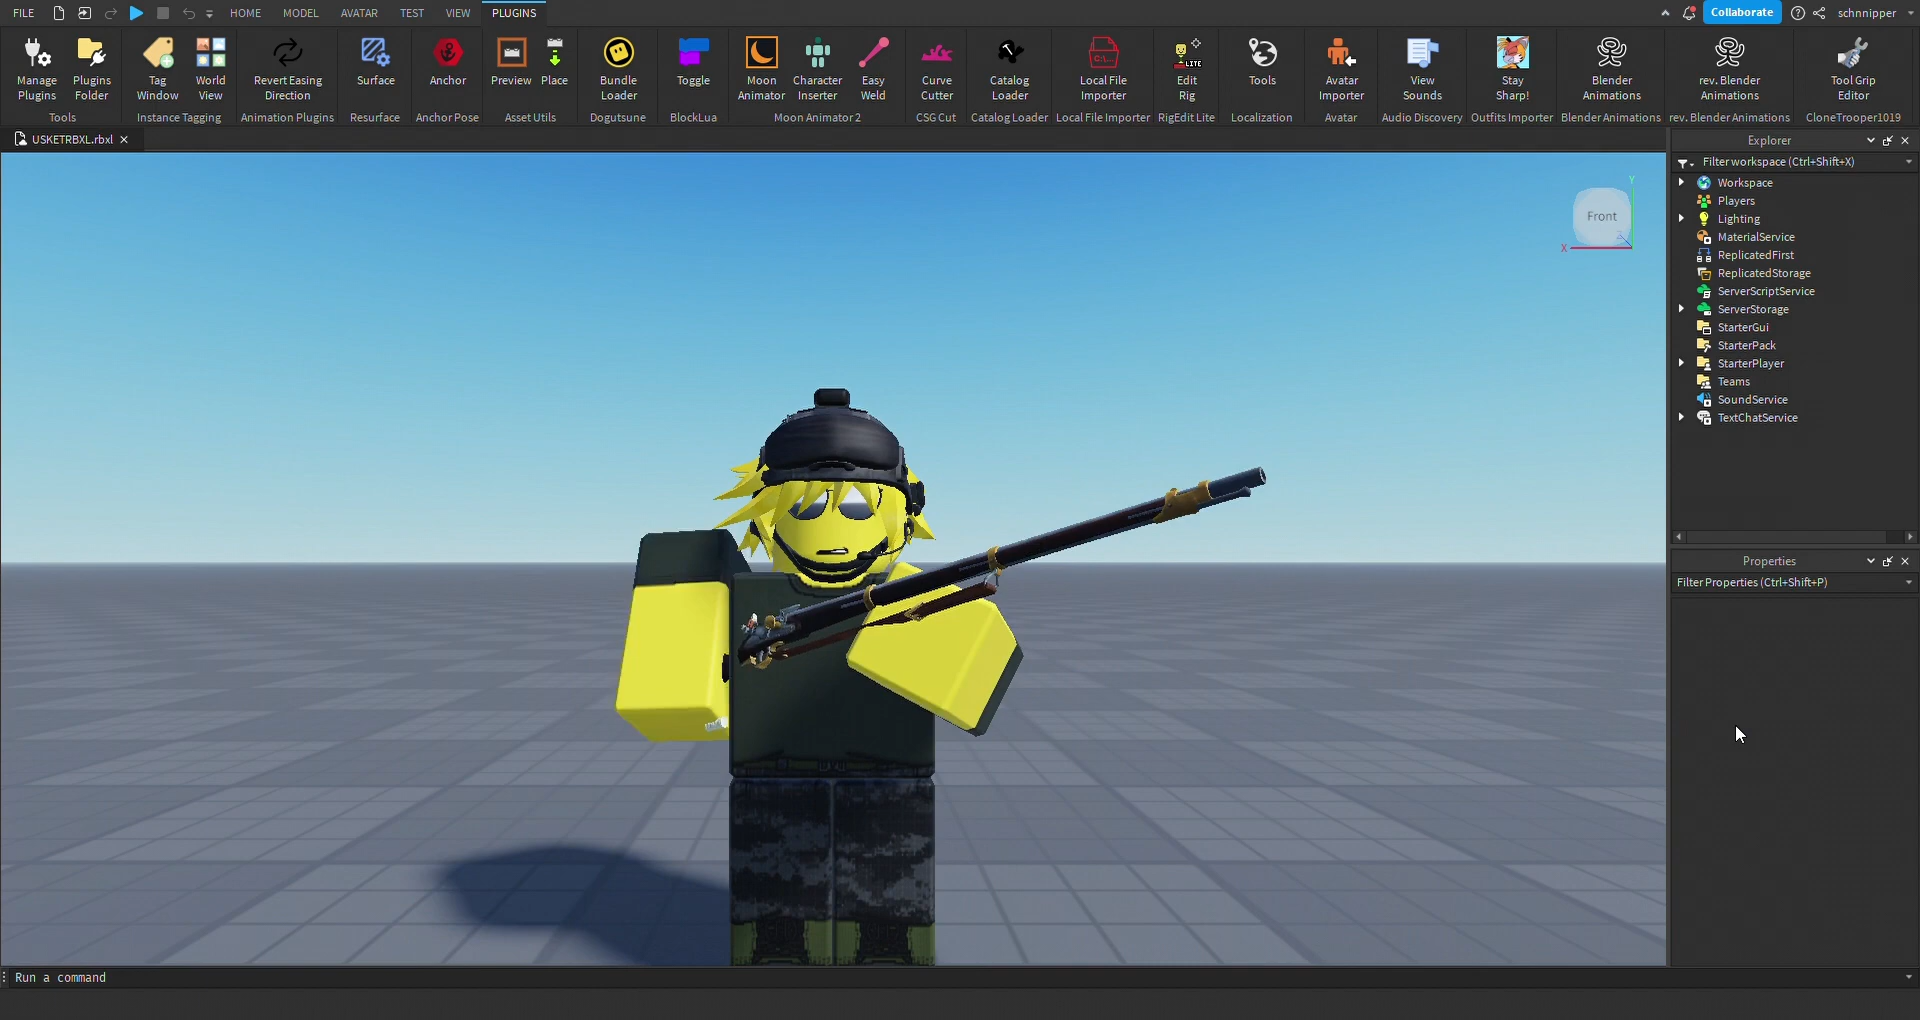 FILE HOME MODEL AVATAR TEST VIEW PLUGINS Collaborate schnnipper
Manage Plugins
Plugins Folder
Tools
Tag Window
World View
Instance Tagging
Revert Easing Direction
Animation Plugins
Surface
Resurface
Anchor
Anchor Pose
Preview
Place
Asset Utils
Bundle Loader
Dogutsune
Toggle
BlockLua
Moon Animator
Character Inserter
Easy Weld
Moon Animator 2
Curve Cutter
CSG Cut
Catalog Loader
Catalog Loader
C:\...
Local File Importer
Local File Importer
LITE
Edit Rig
RigEdit Lite
Tools
Localization
Avatar Importer
Avatar
View Sounds
Audio Discovery
Stay Sharp!
Outfits Importer
Blender Animations
Blender Animations
rev. Blender Animations
rev. Blender Animations
Tool Grip Editor
CloneTrooper1019
USKETRBXL.rbxl
Front
Y
X
Z
Explorer
Filter workspace (Ctrl+Shift+X)
Workspace
Players
Lighting
MaterialService
ReplicatedFirst
ReplicatedStorage
ServerScriptService
ServerStorage
StarterGui
StarterPack
StarterPlayer
Teams
SoundService
TextChatService
Properties
Filter Properties (Ctrl+Shift+P)
Run a command